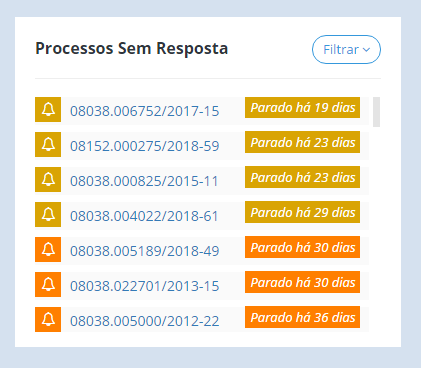 Processos Sem Resposta Filtrar
08038.006752/2017-15 Parado há 19 dias
08152.000275/2018-59 Parado há 23 dias
08038.000825/2015-11 Parado há 23 dias
08038.004022/2018-61 Parado há 29 dias
08038.005189/2018-49 Parado há 30 dias
08038.022701/2013-15 Parado há 30 dias
08038.005000/2012-22 Parado há 36 dias